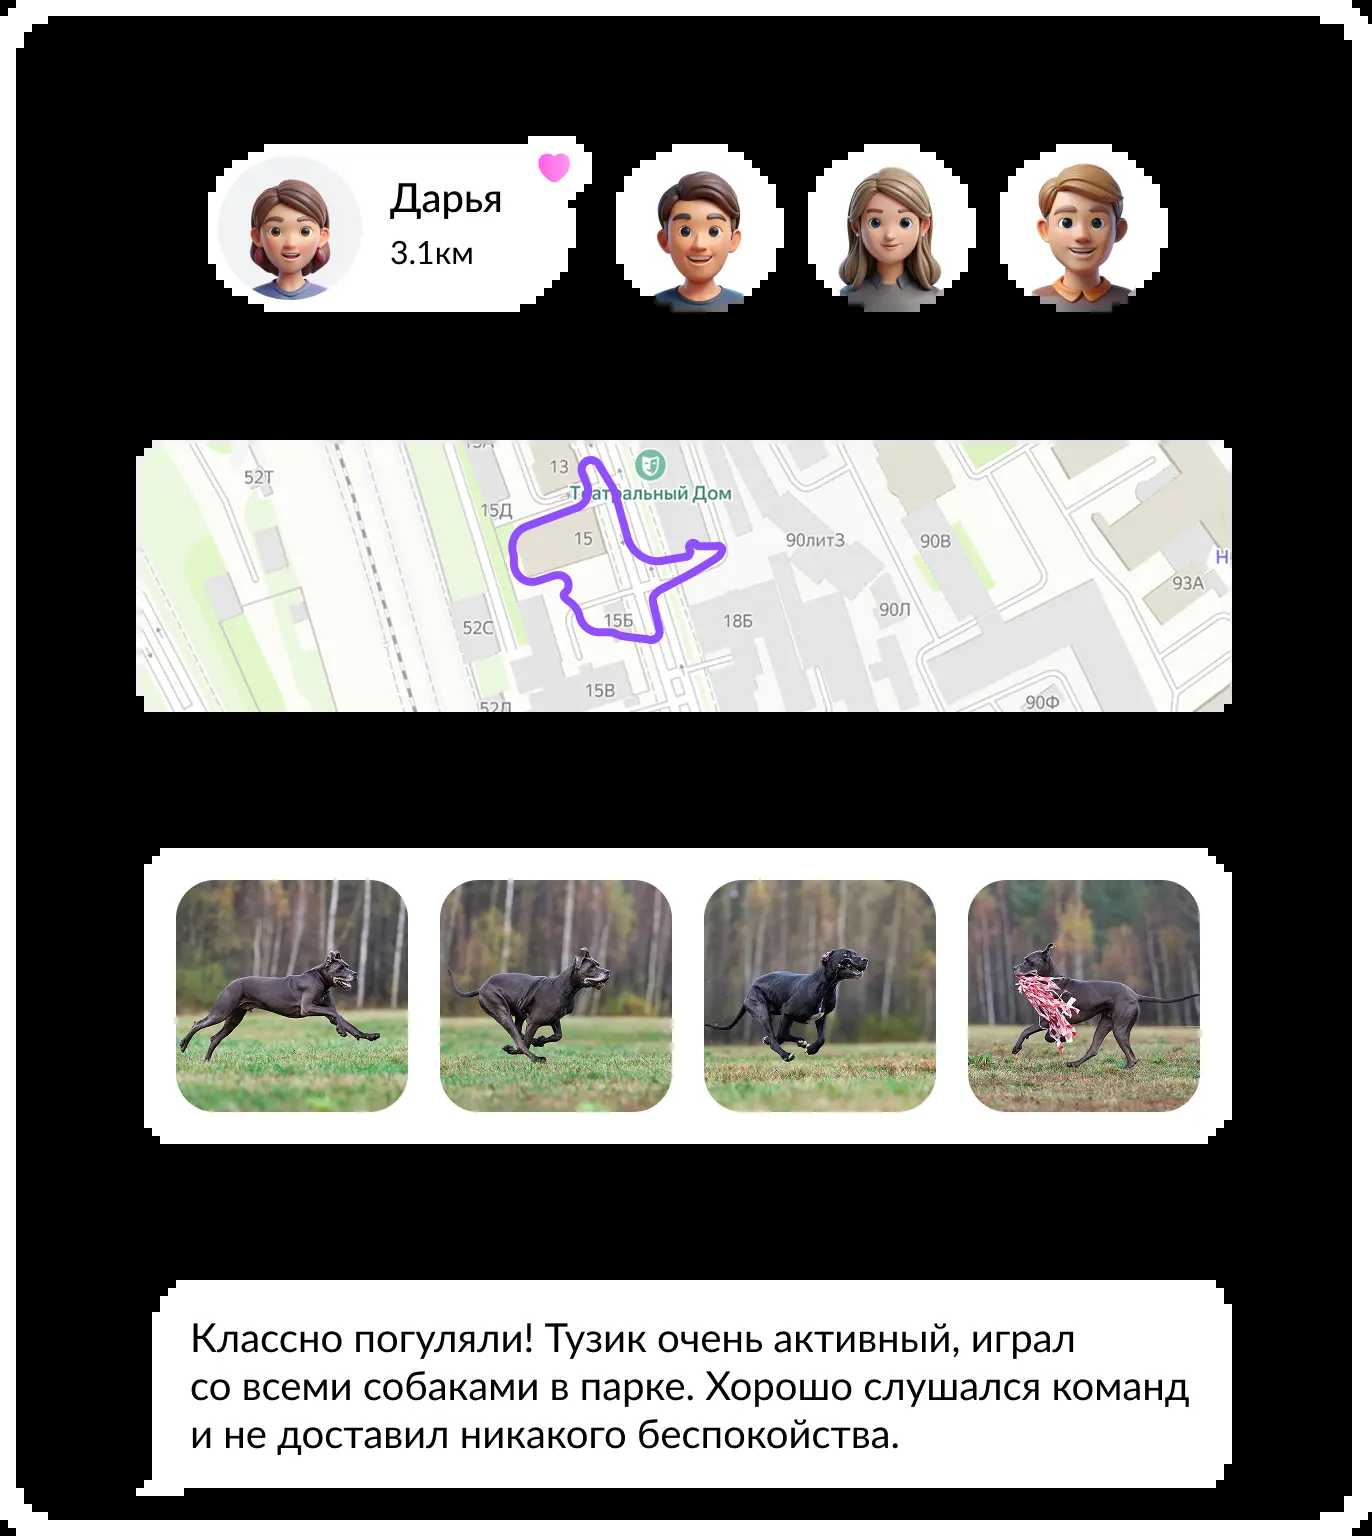 Дарья
3.1км
52Т
13
Театральный Дом
15Д
15
90литЗ
90В
Н
93А
90Л
15Б
18Б
52С
15В
90Ф
Классно погуляли! Тузик очень активный, играл
со всеми собаками в парке. Хорошо слушался команд
и не доставил никакого беспокойства.